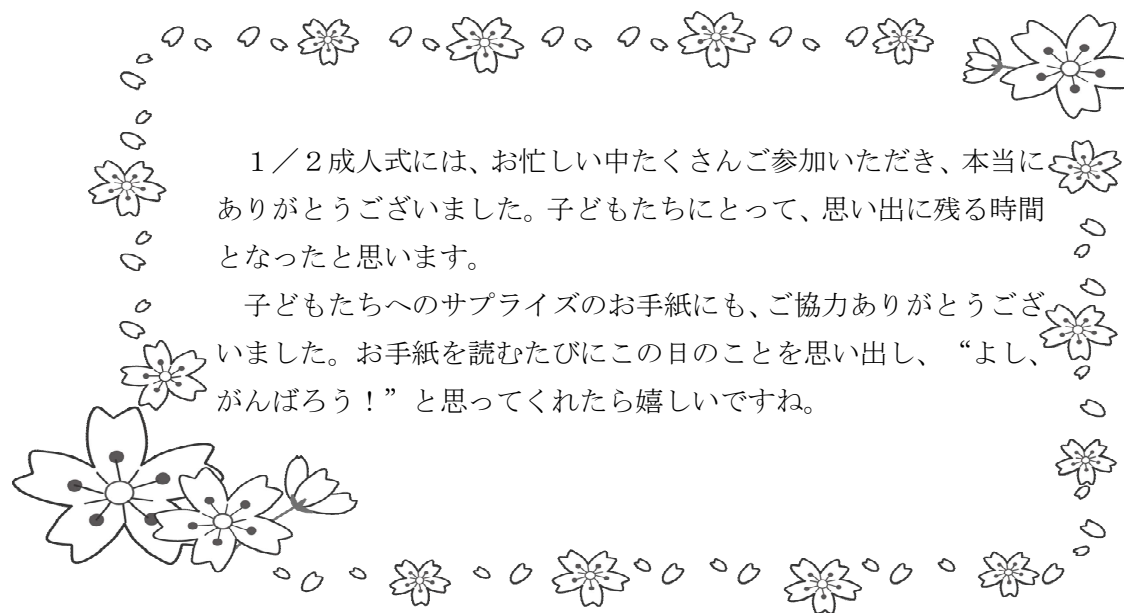 １／２成人式には、お忙しい中たくさんご参加いただき、本当に
ありがとうございました。子どもたちにとって、思い出に残る時間
となったと思います。
　子どもたちへのサプライズのお手紙にも、ご協力ありがとうござ
いました。お手紙を読むたびにこの日のことを思い出し、“よし、
がんばろう！”と思ってくれたら嬉しいですね。